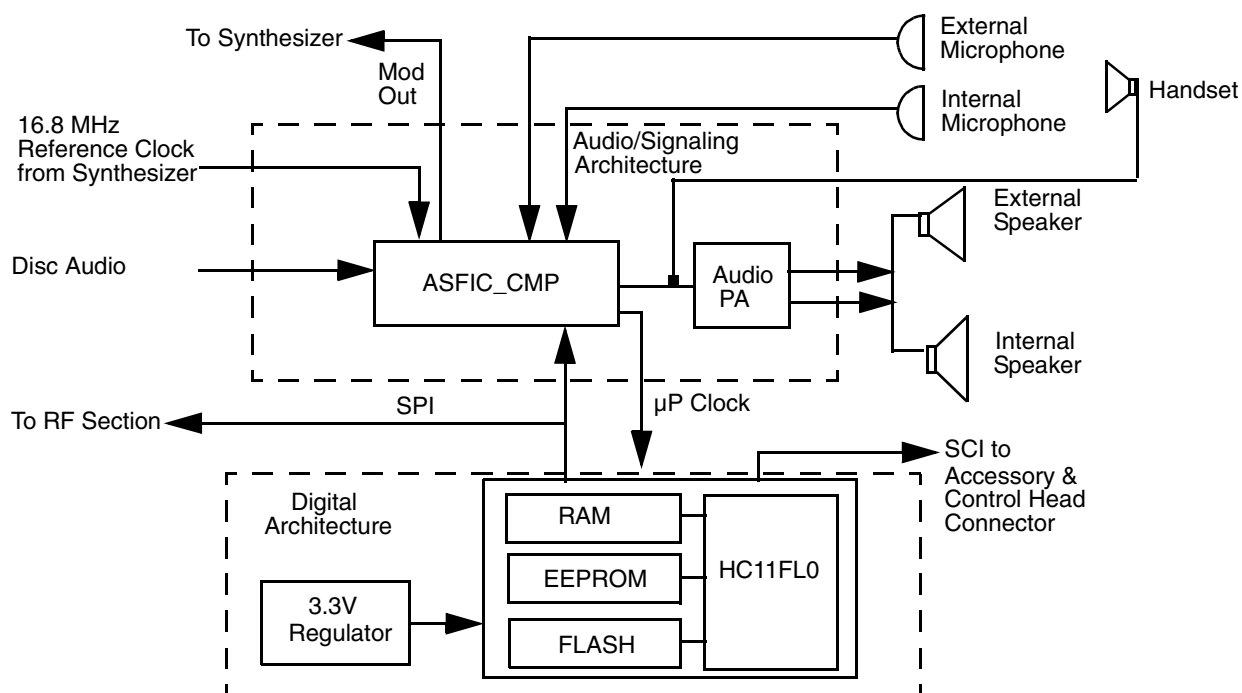 To Synthesizer
Mod
Out
External
Microphone
Internal
Microphone
Handset
16.8 MHz
Reference Clock
from Synthesizer
Audio/Signaling
Architecture
External
Speaker
Disc Audio
ASFIC_CMP
Audio
PA
Internal
Speaker
To RF Section
SPI
µP Clock
SCI to
Accessory &
Control Head
Connector
Digital
Architecture
RAM
EEPROM
FLASH
HC11FL0
3.3V
Regulator